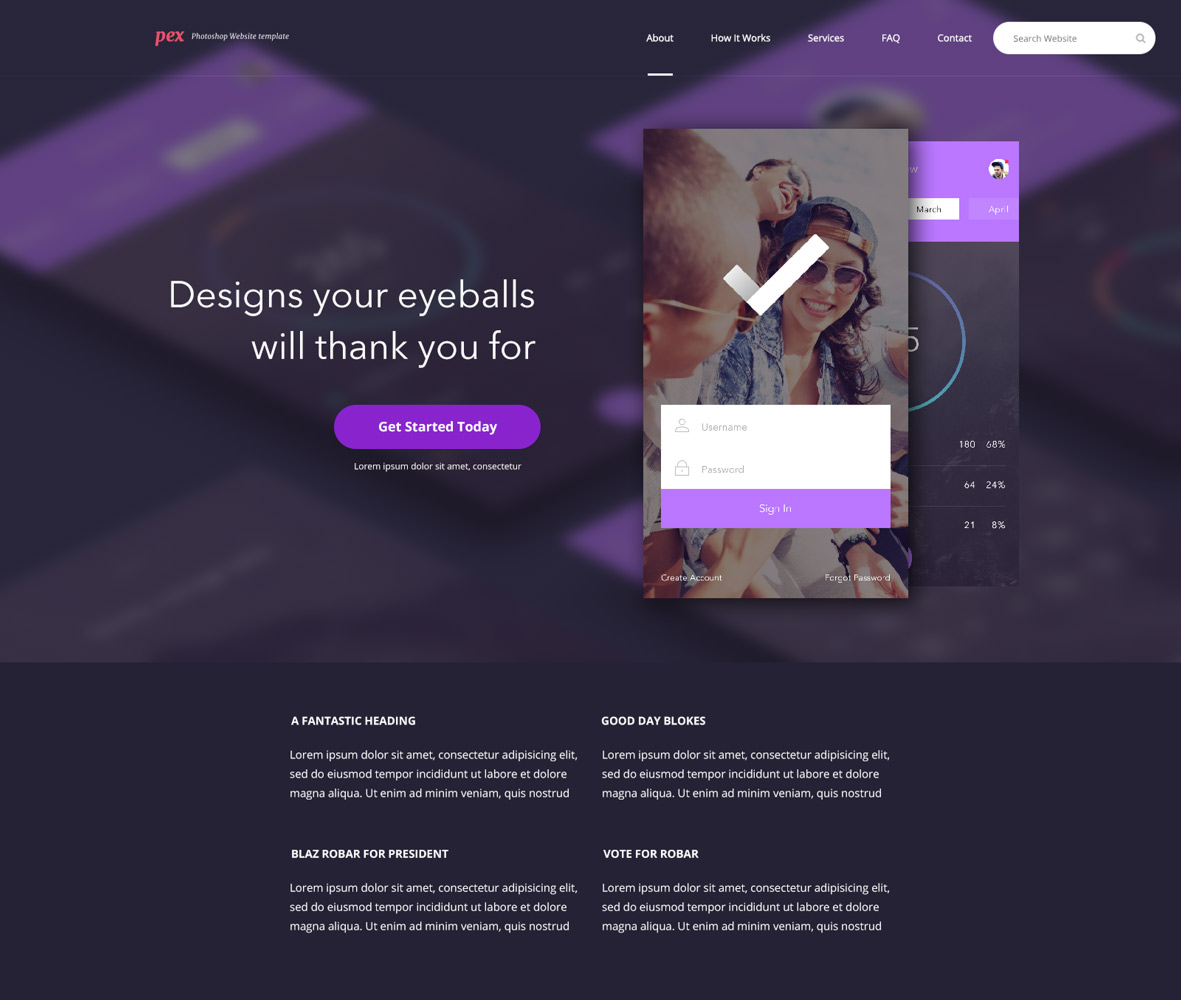 pex Photoshop Website template
About How It Works Services FAQ Contact Search Website
March April
Designs your eyeballs
will thank you for
Get Started Today
Lorem ipsum dolor sit amet, consectetur
Username
Password
Sign In
Create Account Forgot Password
180 68%
64 24%
21 8%
A FANTASTIC HEADING
Lorem ipsum dolor sit amet, consectetur adipisicing elit,
sed do eiusmod tempor incididunt ut labore et dolore
magna aliqua. Ut enim ad minim veniam, quis nostrud
GOOD DAY BLOKES
Lorem ipsum dolor sit amet, consectetur adipisicing elit,
sed do eiusmod tempor incididunt ut labore et dolore
magna aliqua. Ut enim ad minim veniam, quis nostrud
BLAZ ROBAR FOR PRESIDENT
Lorem ipsum dolor sit amet, consectetur adipisicing elit,
sed do eiusmod tempor incididunt ut labore et dolore
magna aliqua. Ut enim ad minim veniam, quis nostrud
VOTE FOR ROBAR
Lorem ipsum dolor sit amet, consectetur adipisicing elit,
sed do eiusmod tempor incididunt ut labore et dolore
magna aliqua. Ut enim ad minim veniam, quis nostrud